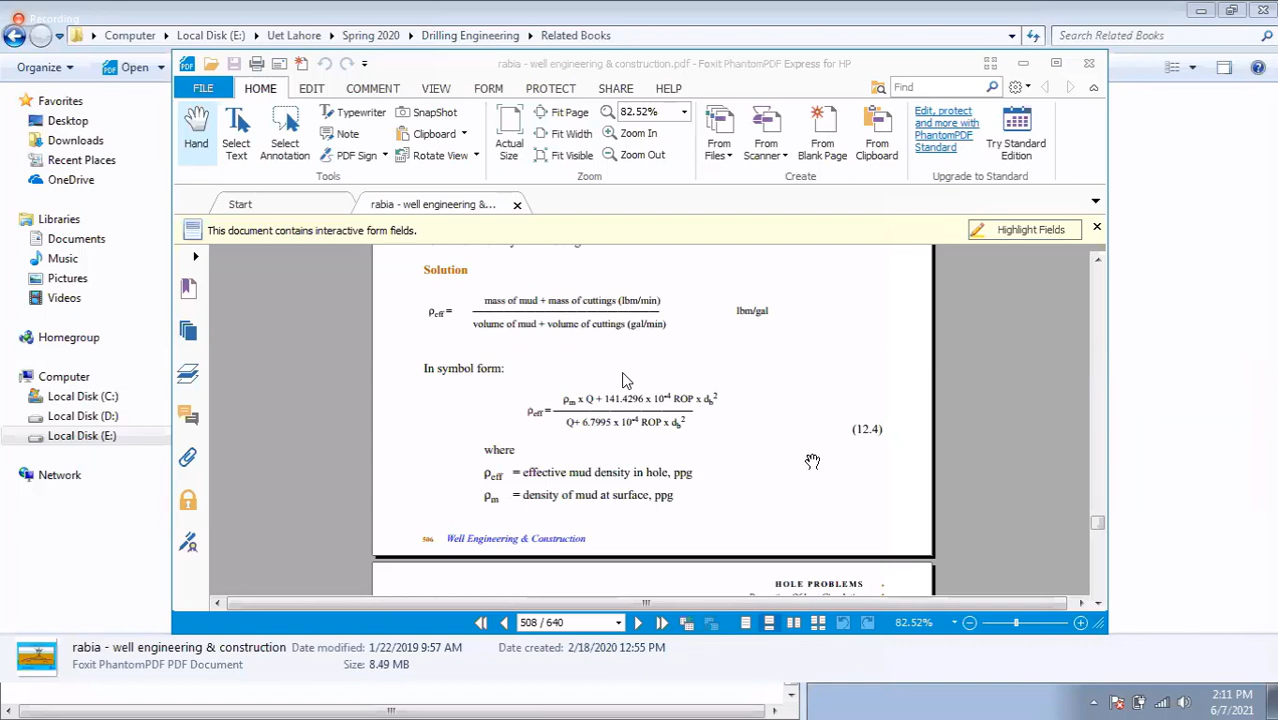 Recording
Computer Local Disk (E:) Uet Lahore Spring 2020 Drilling Engineering Related Books Search Related Books
Organize Open
rabia - well engineering & construction.pdf - Foxit PhantomPDF Express for HP
FILE HOME EDIT COMMENT VIEW FORM PROTECT SHARE HELP Find
Hand
Select Text
Select Annotation
Typewriter
Note
PDF Sign
SnapShot
Clipboard
Rotate View
Tools
Actual Size
Fit Page
Fit Width
Fit Visible
82.52%
Zoom In
Zoom Out
Zoom
From Files
From Scanner
From Blank Page
From Clipboard
Create
Edit, protect and more with PhantomPDF Standard
Try Standard Edition
Upgrade to Standard
Start rabia - well engineering &...
This document contains interactive form fields. Highlight Fields
Favorites
Desktop
Downloads
Recent Places
OneDrive
Libraries
Documents
Music
Pictures
Videos
Homegroup
Computer
Local Disk (C:)
Local Disk (D:)
Local Disk (E:)
Network
Solution
ρeff = mass of mud + mass of cuttings (lbm/min) lbm/gal
volume of mud + volume of cuttings (gal/min)
In symbol form:
ρeff = ρm x Q + 141.4296 x 10⁻⁴ ROP x db²
Q+ 6.7995 x 10⁻⁴ ROP x db²
(12.4)
where
ρeff = effective mud density in hole, ppg
ρm = density of mud at surface, ppg
506 Well Engineering & Construction
HOLE PROBLEMS
508 / 640 82.52%
rabia - well engineering & construction Date modified: 1/22/2019 9:57 AM Date created: 2/18/2020 12:55 PM
Foxit PhantomPDF PDF Document Size: 8.49 MB
2:11 PM
6/7/2021